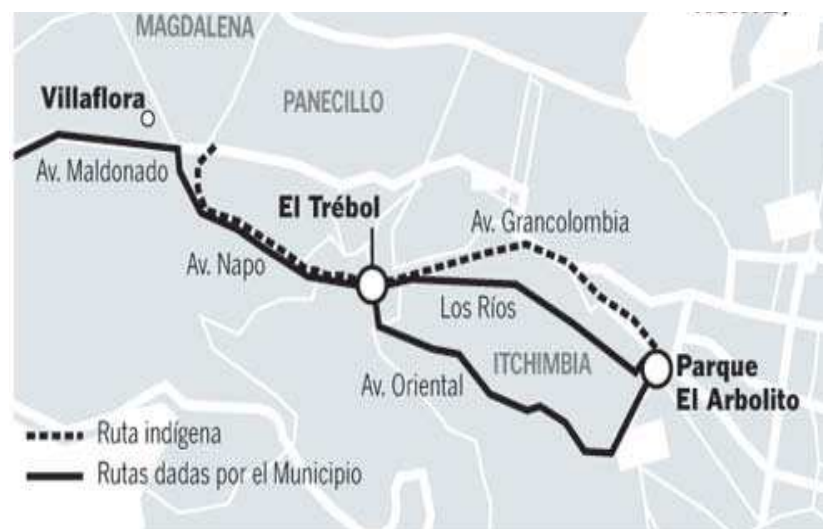 MAGDALENA
Villaflora
PANECILLO
Av. Maldonado
El Trébol
Av. Grancolombia
Av. Napo
Los Ríos
ITCHIMBIA
Av. Oriental
Parque
El Arbolito
Ruta indígena
Rutas dadas por el Municipio